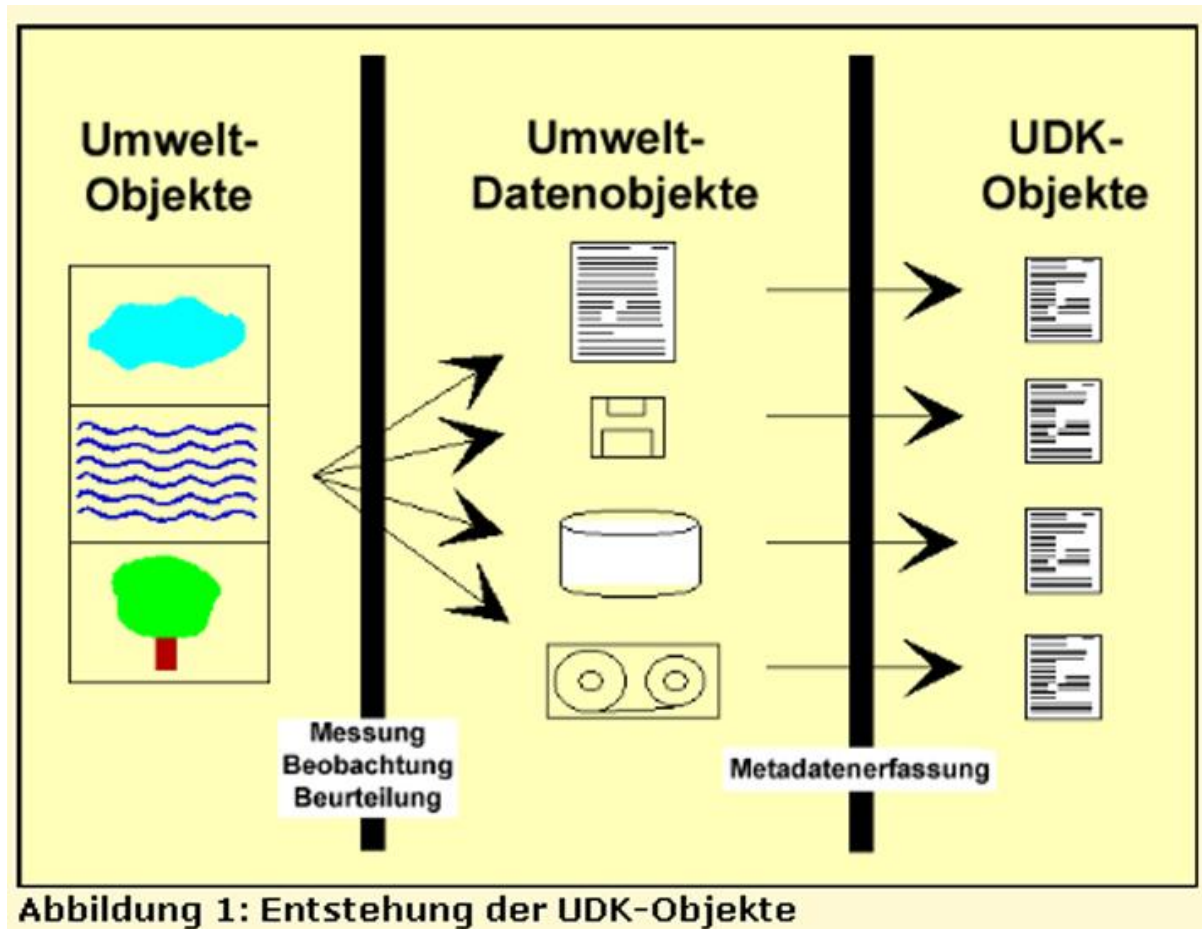 Umwelt-
Objekte
Umwelt-
Datenobjekte
UDK-
Objekte
Messung
Beobachtung
Beurteilung
Metadatenerfassung
Abbildung 1: Entstehung der UDK-Objekte